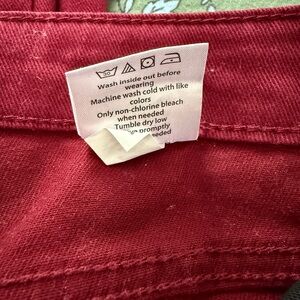 30
Wash inside out before
wearing
Machine wash cold with like
colors
Only non-chlorine bleach
when needed
Tumble dry low
promptly
needed